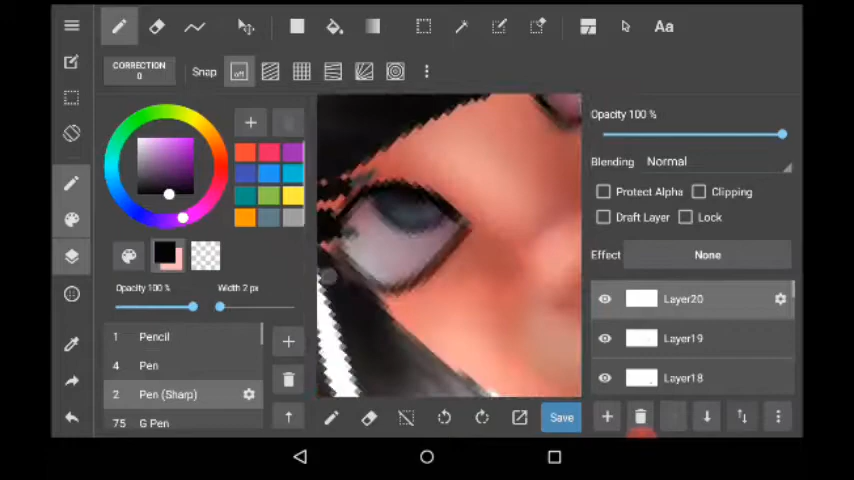 Aa
CORRECTION
0
Snap
off
Opacity 100 %
Blending Normal
Protect Alpha Clipping
Draft Layer Lock
Effect None
Opacity 100 % Width 2 px
Layer20
1 Pencil
Layer19
4 Pen
Layer18
2 Pen (Sharp)
75 G Pen
Save